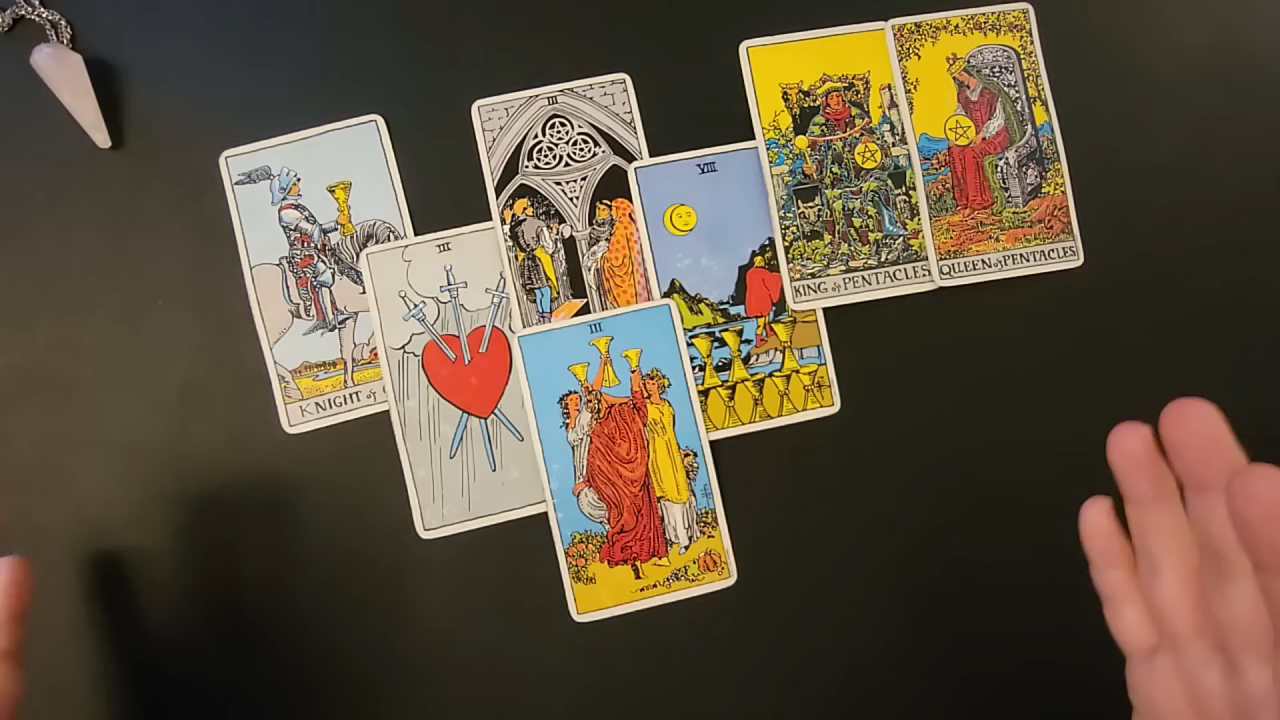 III
VIII
KING of PENTACLES
QUEEN of PENTACLES
KNIGHT of
III
III